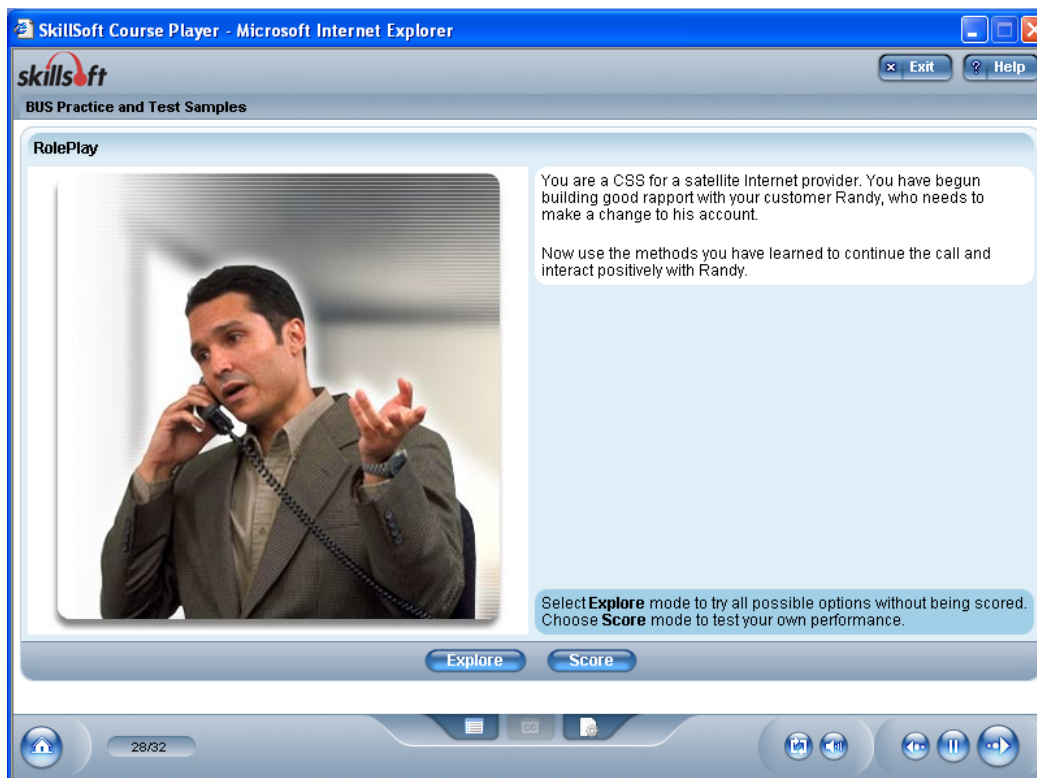 SkillSoft Course Player - Microsoft Internet Explorer
skillsoft
Exit
Help
BUS Practice and Test Samples
RolePlay
You are a CSS for a satellite Internet provider. You have begun
building good rapport with your customer Randy, who needs to
make a change to his account.
Now use the methods you have learned to continue the call and
interact positively with Randy.
Select Explore mode to try all possible options without being scored.
Choose Score mode to test your own performance.
Explore
Score
CC
28/32